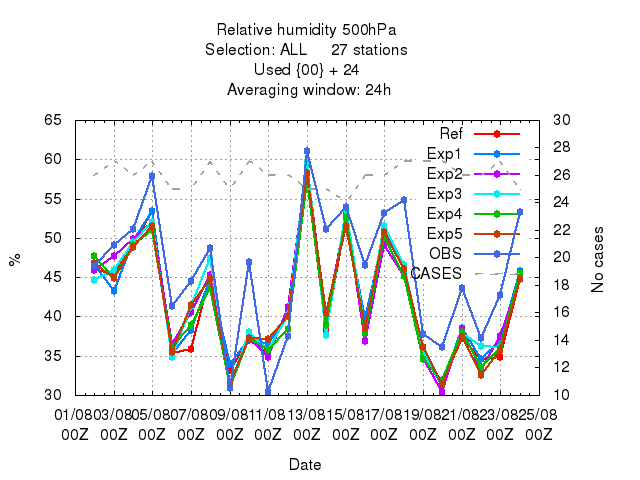 Relative humidity 500hPa
Selection: ALL     27 stations
Used {00} + 24
Averaging window: 24h
65 30
Ref 28
60 Exp1 26
Exp2 24
55 Exp3
Exp4 22
50 Exp5 20
OBS
45 CASES 18
40 16
14
35 12
30 10
% No cases
01/08 03/08 05/08 07/08 09/08 11/08 13/08 15/08 17/08 19/08 21/08 23/08 25/08
00Z 00Z 00Z 00Z 00Z 00Z 00Z 00Z 00Z 00Z 00Z 00Z 00Z
Date